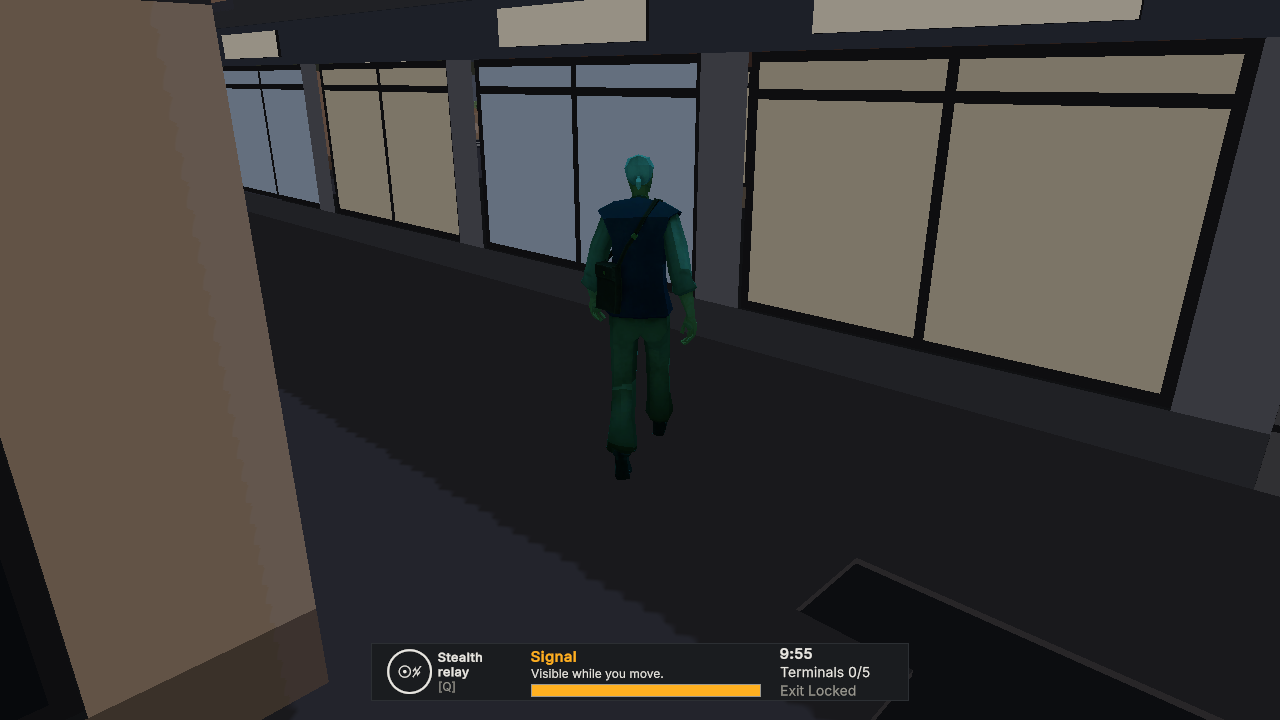 Stealth
relay
[Q]
Signal
Visible while you move.
9:55
Terminals 0/5
Exit Locked